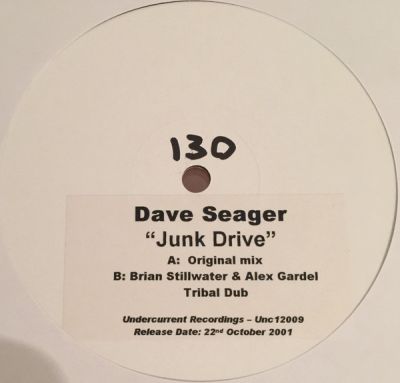 130
Dave Seager
“Junk Drive”
A: Original mix
B: Brian Stillwater & Alex Gardel
Tribal Dub
Undercurrent Recordings – Unc12009
Release Date: 22nd October 2001